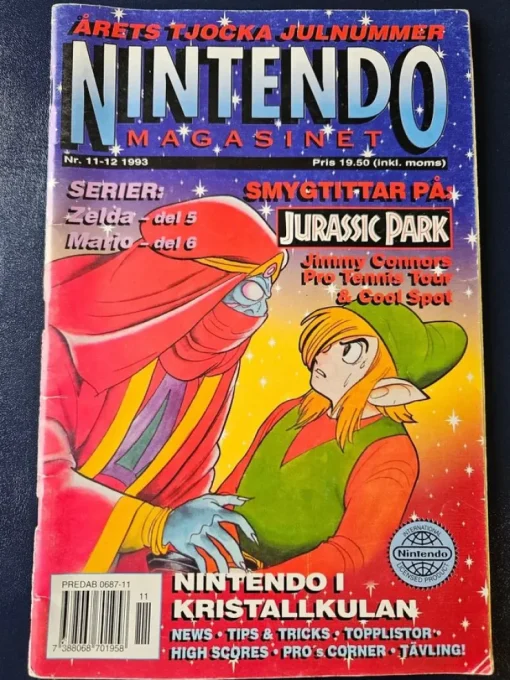 ÅRETS TJOCKA JULNUMMER
NINTENDO
MAGASINET
Nr. 11-12 1993
Pris 19.50 (inkl. moms)
SERIER:
Zelda - del 5
Mario - del 6
SMYGTITTAR PÅ:
JURASSIC PARK
Jimmy Connors
Pro Tennis Tour
& Cool Spot
INTERNATIONAL
Nintendo
LICENSED PRODUCT
PREDAB 0687-11
11
7 388068 701958
NINTENDO I
KRISTALLKULAN
NEWS • TIPS & TRICKS • TOPPLISTOR •
HIGH SCORES • PRO´s CORNER • TÄVLING!